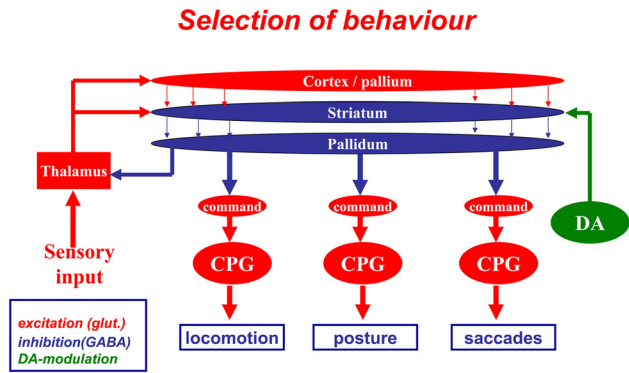 Selection of behaviour
Cortex / pallium
Striatum
Pallidum
Thalamus
command
command
command
DA
Sensory
input
CPG
CPG
CPG
excitation (glut.)
inhibition(GABA)
DA-modulation
locomotion
posture
saccades